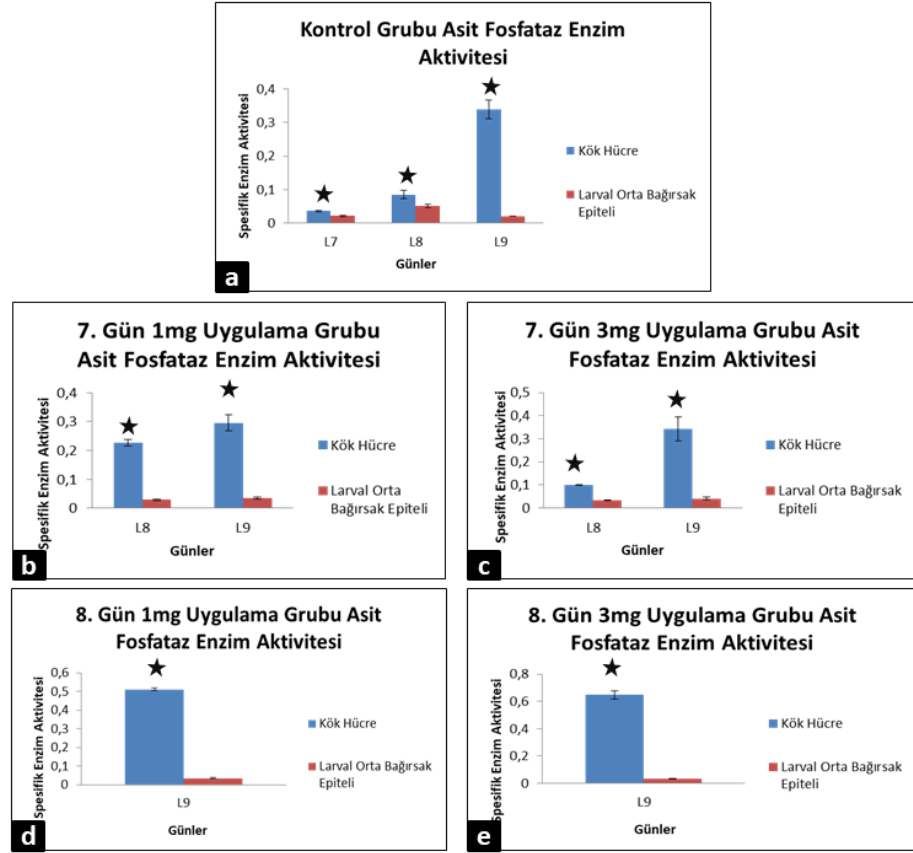 Kontrol Grubu Asit Fosfataz Enzim
Aktivitesi
Spesifik Enzim Aktivitesi
0,4
0,3
0,2
0,1
0
L7
L8
L9
Günler
Kök Hücre
Larval Orta Bağırsak
Epiteli
a
7. Gün 1mg Uygulama Grubu
Asit Fosfataz Enzim Aktivitesi
Spesifik Enzim Aktivitesi
0,4
0,3
0,2
0,1
0
L8
L9
Günler
Kök Hücre
Larval Orta
Bağırsak Epiteli
b
7. Gün 3mg Uygulama Grubu Asit
Fosfataz Enzim Aktivitesi
Spesifik Enzim Aktivitesi
0,5
0,4
0,3
0,2
0,1
0
L8
L9
Günler
Kök Hücre
Larval Orta Bağırsak
Epiteli
c
8. Gün 1mg Uygulama Grubu Asit
Fosfataz Enzim Aktivitesi
Spesifik Enzim Aktivitesi
0,6
0,5
0,4
0,3
0,2
0,1
0
L9
Günler
Kök Hücre
Larval Orta Bağırsak
Epiteli
d
8. Gün 3mg Uygulama Grubu Asit
Fosfataz Enzim Aktivitesi
Spesifik Enzim Aktivitesi
0,8
0,6
0,4
0,2
0
L9
Günler
Kök Hücre
Larval Orta Bağırsak
Epiteli
e